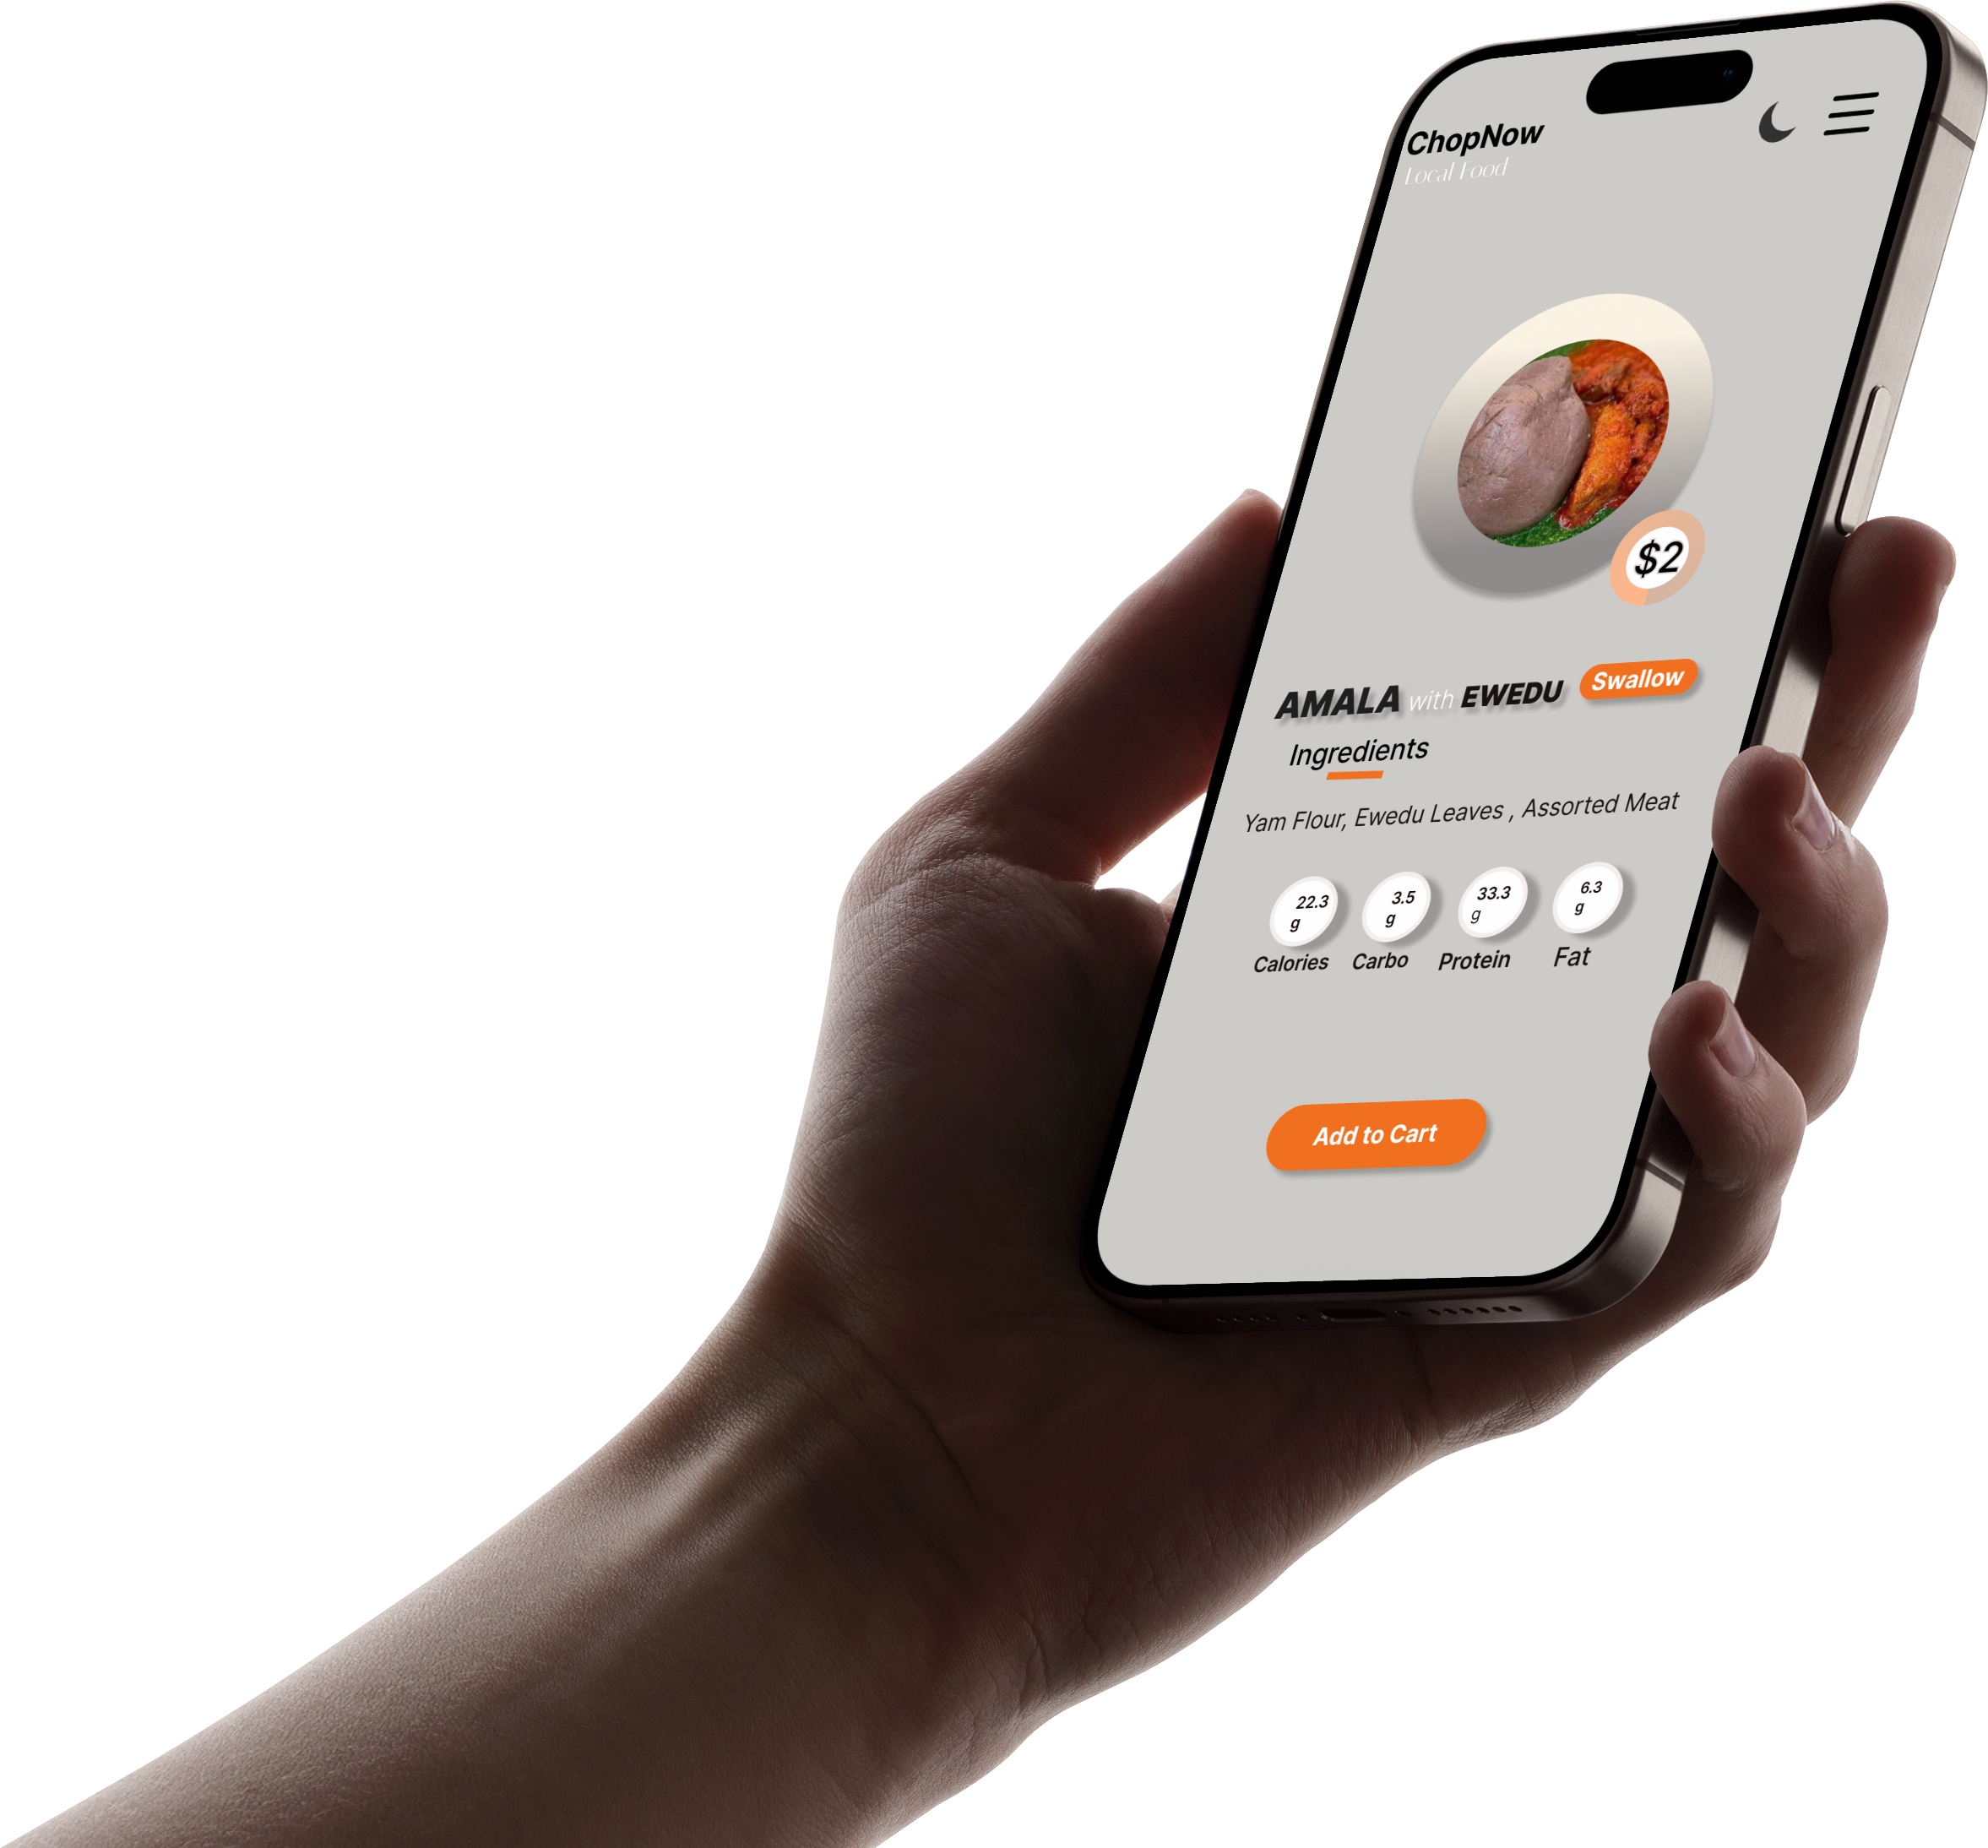 ChopNow
Local Food
$2
AMALA with EWEDU Swallow
Ingredients
Yam Flour, Ewedu Leaves , Assorted Meat
22.3 3.5 33.3 6.3
g g g g
Calories Carbo Protein Fat
Add to Cart